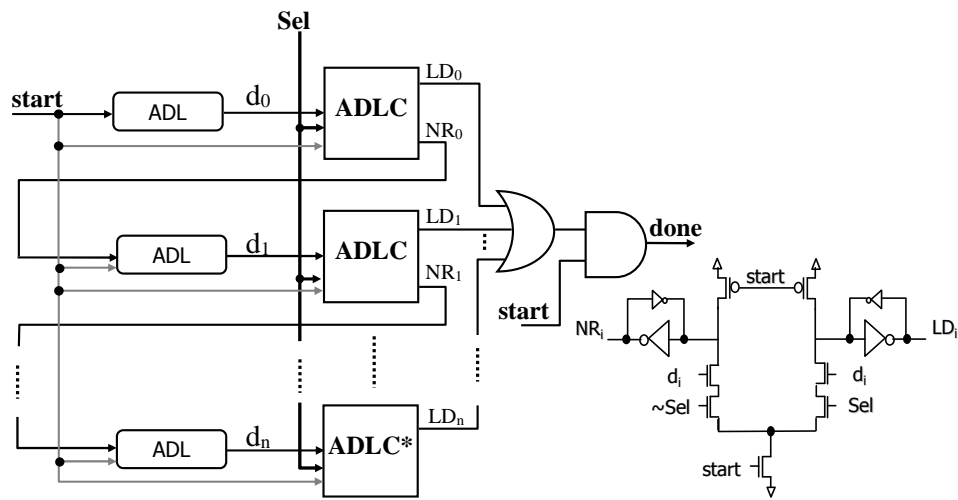 Sel
start
ADL
d₀
ADLC
LD₀
NR₀
ADL
d₁
ADLC
LD₁
NR₁
done
start
start
NRᵢ
LDᵢ
dᵢ
dᵢ
~Sel
Sel
start
ADL
dₙ
ADLC*
LDₙ